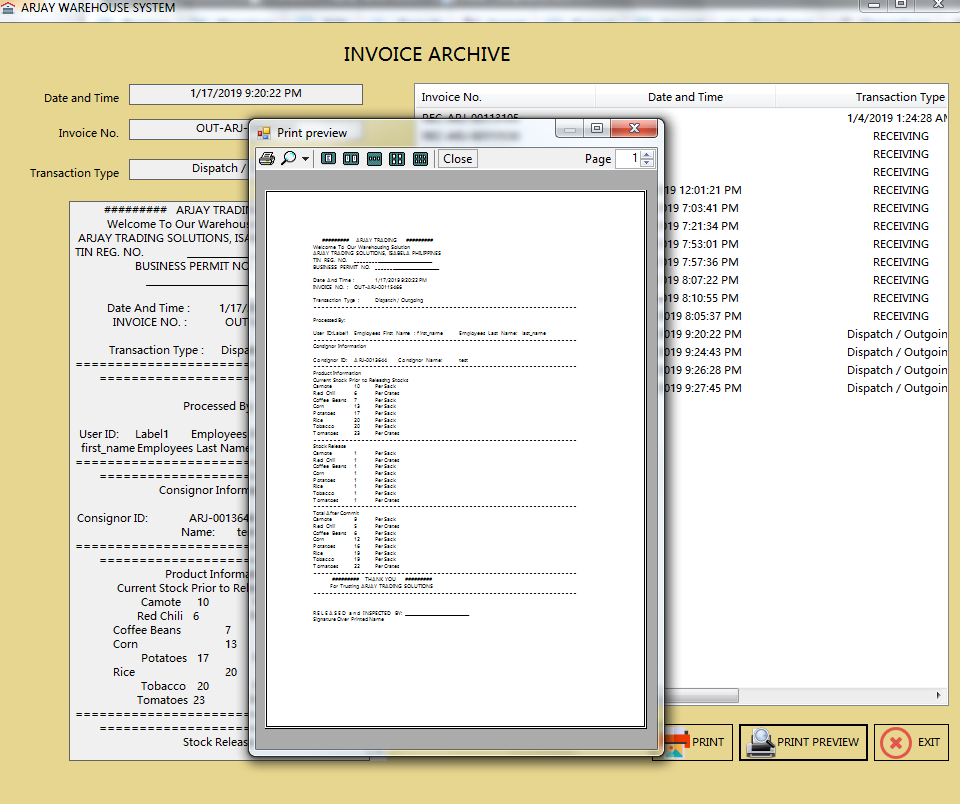 ARJAY WAREHOUSE SYSTEM
INVOICE ARCHIVE
Date and Time 1/17/2019 9:20:22 PM
Invoice No. OUT-ARJ-
Transaction Type Dispatch /
######### ARJAY TRADIN
Welcome To Our Warehous
ARJAY TRADING SOLUTIONS, ISA
TIN REG. NO. ___________
BUSINESS PERMIT NO
Date And Time : 1/17/
INVOICE NO. : OUT
Transaction Type : Dispa
Processed By
User ID: Label1 Employees
first_name Employees Last Name
Consignor Inform
Consignor ID: ARJ-001364
Name: te
Product Informa
Current Stock Prior to Rel
Camote 10
Red Chili 6
Coffee Beans 7
Corn 13
Potatoes 17
Rice 20
Tobacco 20
Tomatoes 23
Stock Releas
Invoice No. Date and Time Transaction Type
REC-ARJ-00113105 1/4/2019 1:24:28 AM
RECEIVING
RECEIVING
RECEIVING
12:01:21 PM RECEIVING
019 7:03:41 PM RECEIVING
019 7:21:34 PM RECEIVING
019 7:53:01 PM RECEIVING
019 7:57:36 PM RECEIVING
019 8:07:22 PM RECEIVING
019 8:10:55 PM RECEIVING
019 8:05:37 PM RECEIVING
019 9:20:22 PM Dispatch / Outgoin
019 9:24:43 PM Dispatch / Outgoin
019 9:26:28 PM Dispatch / Outgoin
019 9:27:45 PM Dispatch / Outgoin
Print preview
Close Page 1
######### ARJAY TRADING #########
Welcome To Our Warehousing Solution
ARJAY TRADING SOLUTIONS, ISABELA PHILIPPINES
TIN REG. NO. ___________
BUSINESS PERMIT NO. ___________
Date And Time : 1/17/2019 9:20:22 PM
INVOICE NO. : OUT-ARJ-00113486
Transaction Type : Dispatch / Outgoing
Processed By:
User ID:Label1 Employees First Name : first_name Employees Last Name: last_name
Consignor Information
Consignor ID: ARJ-0013644 Consignor Name: test
Product Information
Current Stock Prior to Releasing Stocks
Camote 10 Per Sack
Red Chili 6 Per Crates
Coffee Beans 7 Per Sack
Corn 13 Per Sack
Potatoes 17 Per Sack
Rice 20 Per Sack
Tobacco 20 Per Sack
Tomatoes 23 Per Crates
Stock Release
Camote 1 Per Sack
Red Chili 1 Per Crates
Coffee Beans 1 Per Sack
Corn 1 Per Sack
Potatoes 1 Per Sack
Rice 1 Per Sack
Tobacco 1 Per Sack
Tomatoes 1 Per Crates
Total After Commit
Camote 9 Per Sack
Red Chili 5 Per Crates
Coffee Beans 6 Per Sack
Corn 12 Per Sack
Potatoes 16 Per Sack
Rice 19 Per Sack
Tobacco 19 Per Sack
Tomatoes 22 Per Crates
######### THANK YOU #########
For Trusting ARJAY TRADING SOLUTIONS
RELEASED and INSPECTED BY: ___________
Signature Over Printed Name
PRINT PRINT PREVIEW EXIT